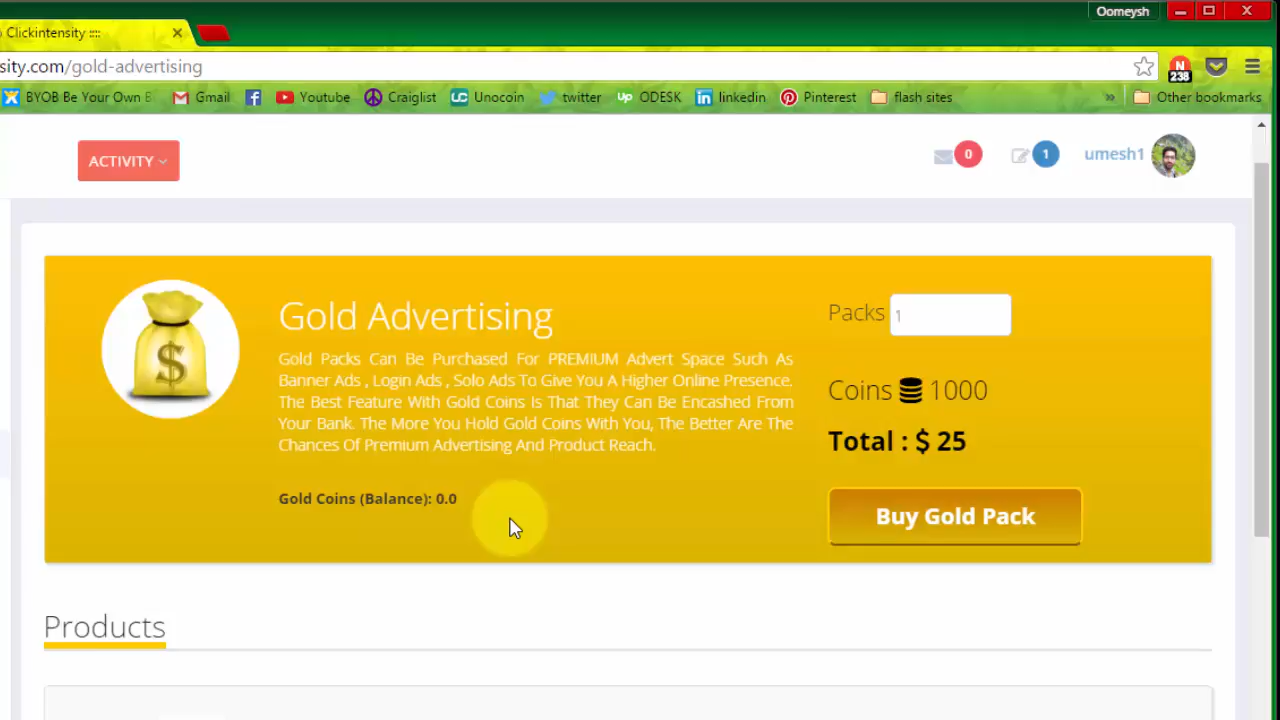 Oomeysh
Clickintensity ::::
sity.com/gold-advertising
N
238
BYOB Be Your Own B
Gmail
Youtube
Craiglist
UC Unocoin
twitter
Up ODESK
in linkedin
Pinterest
flash sites
»
Other bookmarks
ACTIVITY
0
1
umesh1
Gold Advertising
Gold Packs Can Be Purchased For PREMIUM Advert Space Such As
Banner Ads , Login Ads , Solo Ads To Give You A Higher Online Presence.
The Best Feature With Gold Coins Is That They Can Be Encashed From
Your Bank. The More You Hold Gold Coins With You, The Better Are The
Chances Of Premium Advertising And Product Reach.
Gold Coins (Balance): 0.0
Packs 1
Coins 1000
Total : $ 25
Buy Gold Pack
$
Products